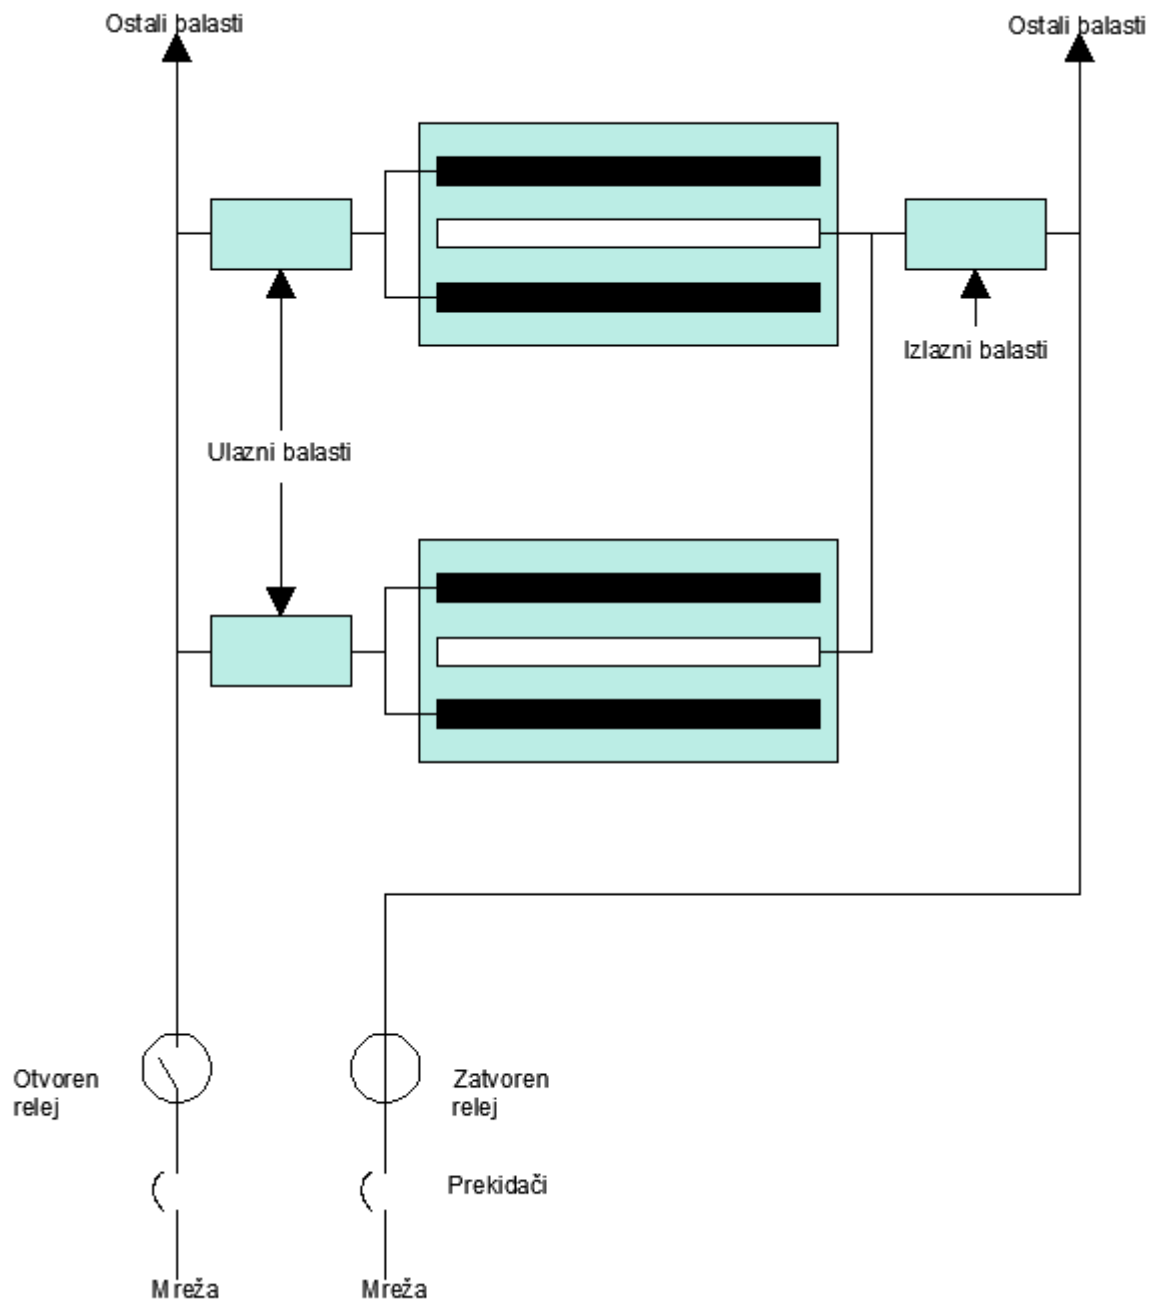 Ostali balasti
Ostali balasti
Izlazni balasti
Ulazni balasti
Otvoren
relej
Zatvoren
relej
Prekidači
Mreža
Mreža